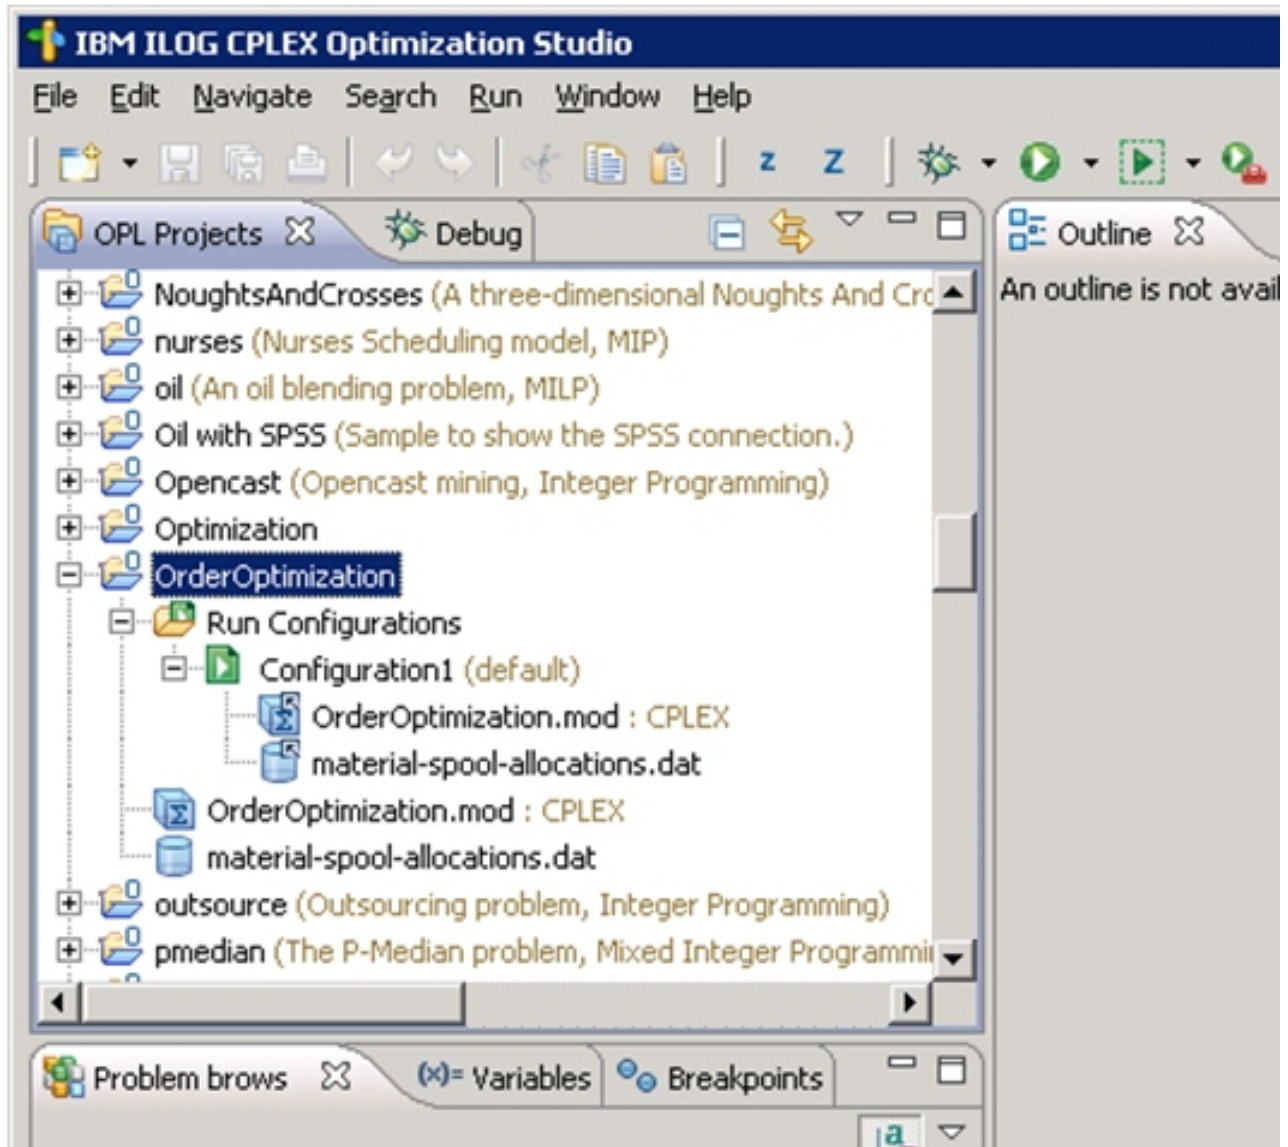 IBM ILOG CPLEX Optimization Studio
File Edit Navigate Search Run Window Help
z Z
OPL Projects Debug
Outline
An outline is not avail
NoughtsAndCrosses (A three-dimensional Noughts And Crc
nurses (Nurses Scheduling model, MIP)
oil (An oil blending problem, MILP)
Oil with SPSS (Sample to show the SPSS connection.)
Opencast (Opencast mining, Integer Programming)
Optimization
OrderOptimization
Run Configurations
Configuration1 (default)
OrderOptimization.mod : CPLEX
material-spool-allocations.dat
OrderOptimization.mod : CPLEX
material-spool-allocations.dat
outsource (Outsourcing problem, Integer Programming)
pmedian (The P-Median problem, Mixed Integer Programmi
Problem brows (x)= Variables Breakpoints
a